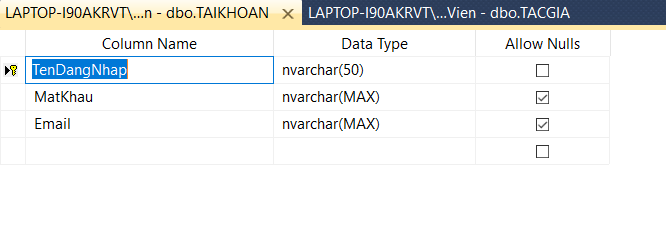 LAPTOP-I90AKRVT\...n - dbo.TAIKHOAN LAPTOP-I90AKRVT\...Vien - dbo.TACGIA
Column Name Data Type Allow Nulls
TenDangNhap nvarchar(50)
MatKhau nvarchar(MAX)
Email nvarchar(MAX)